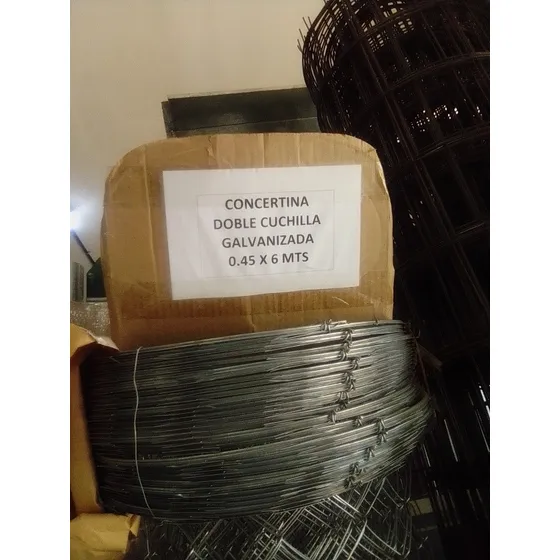 CONCERTINA
DOBLE CUCHILLA
GALVANIZADA
0.45 X 6 MTS